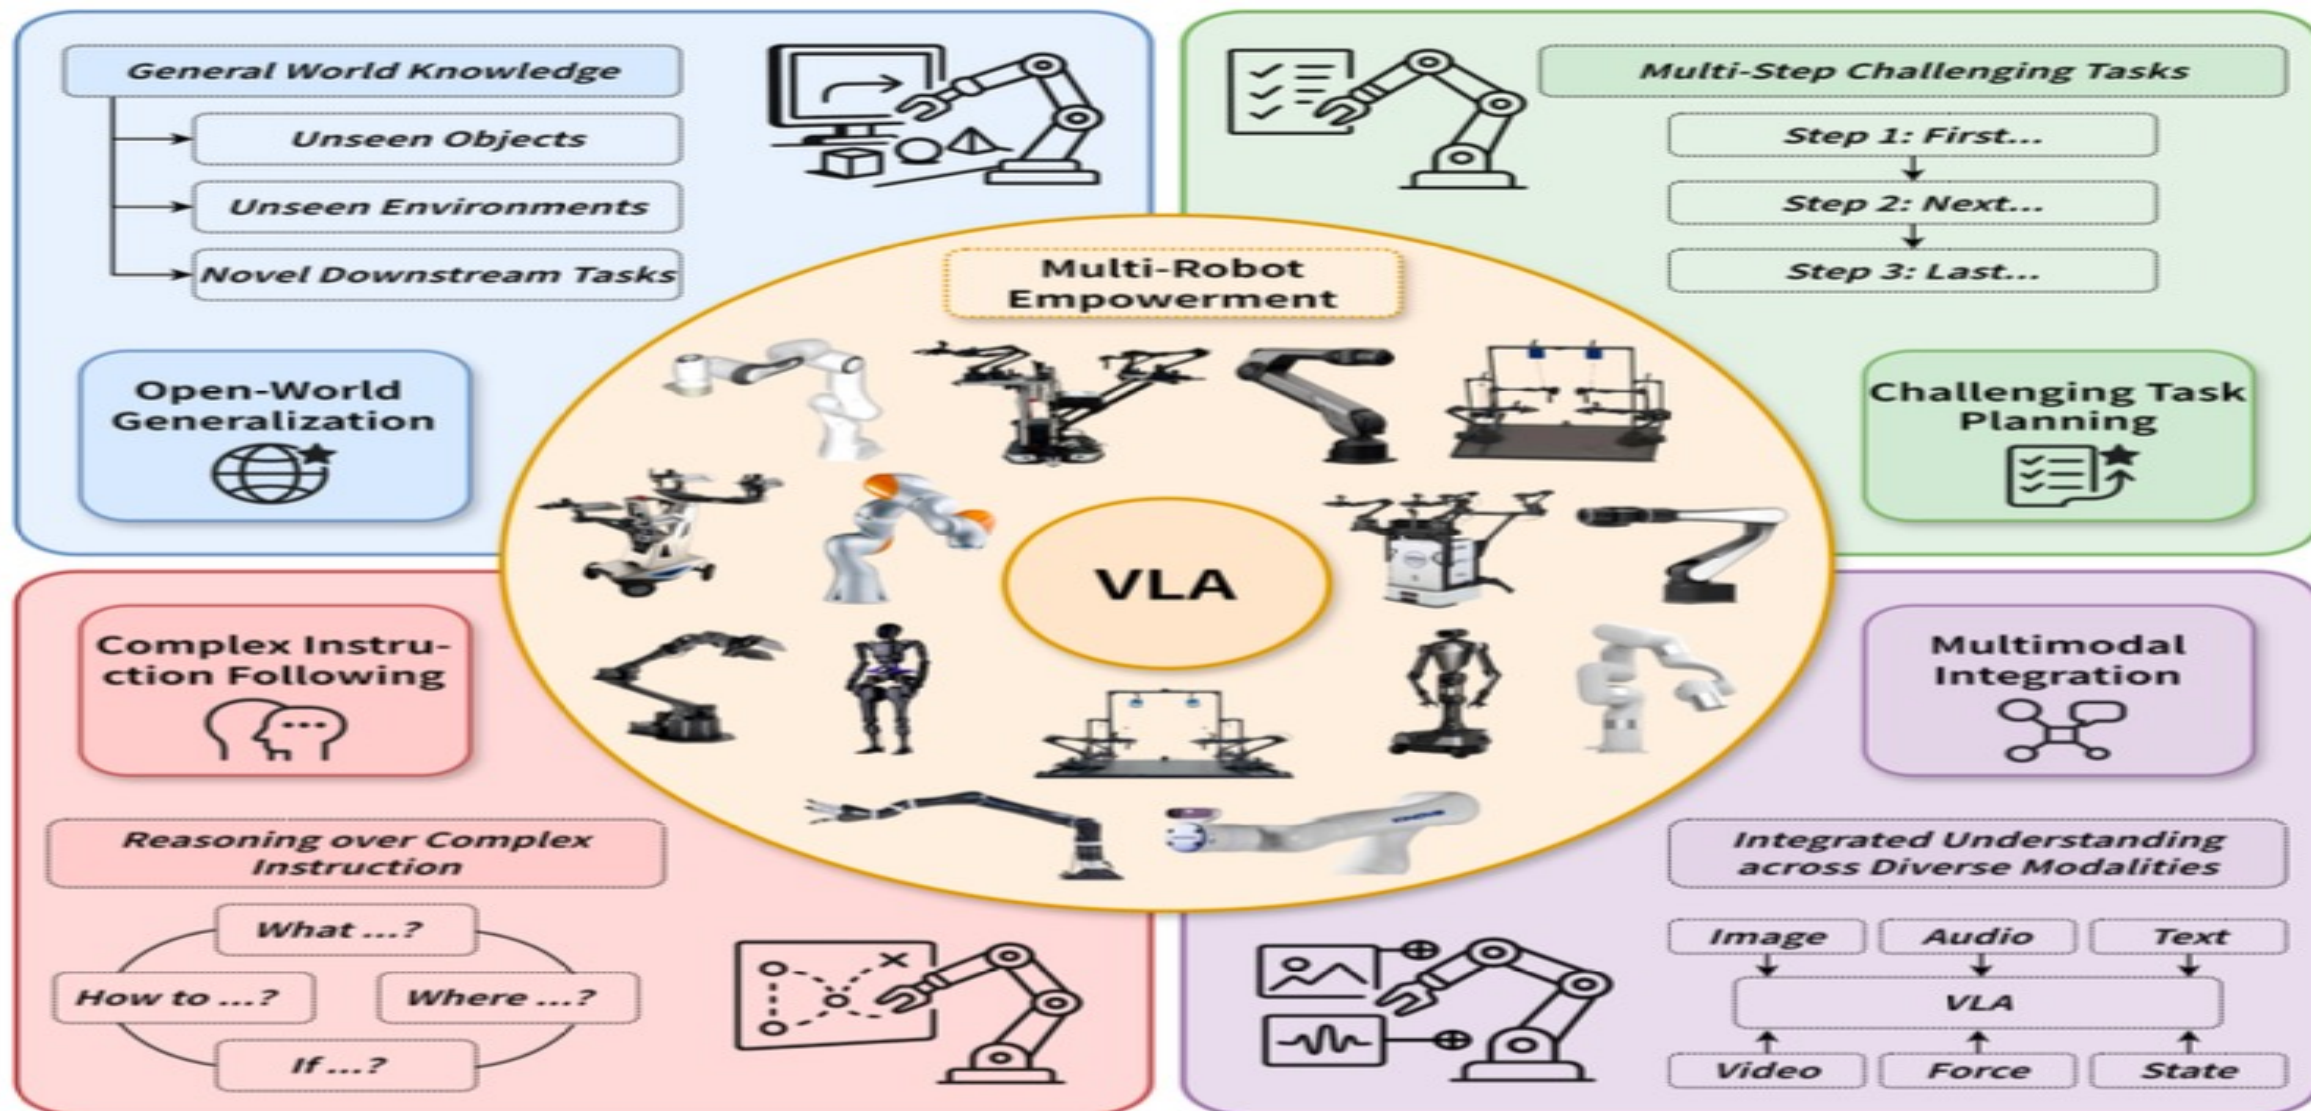 General World Knowledge
Unseen Objects
Unseen Environments
Novel Downstream Tasks
Open-World
Generalization
Multi-Step Challenging Tasks
Step 1: First...
Step 2: Next...
Step 3: Last...
Challenging Task
Planning
Multi-Robot
Empowerment
VLA
Complex Instru-
ction Following
Reasoning over Complex
Instruction
What ...?
How to ...?
Where ...?
If ...?
Multimodal
Integration
Integrated Understanding
across Diverse Modalities
Image
Audio
Text
VLA
Video
Force
State